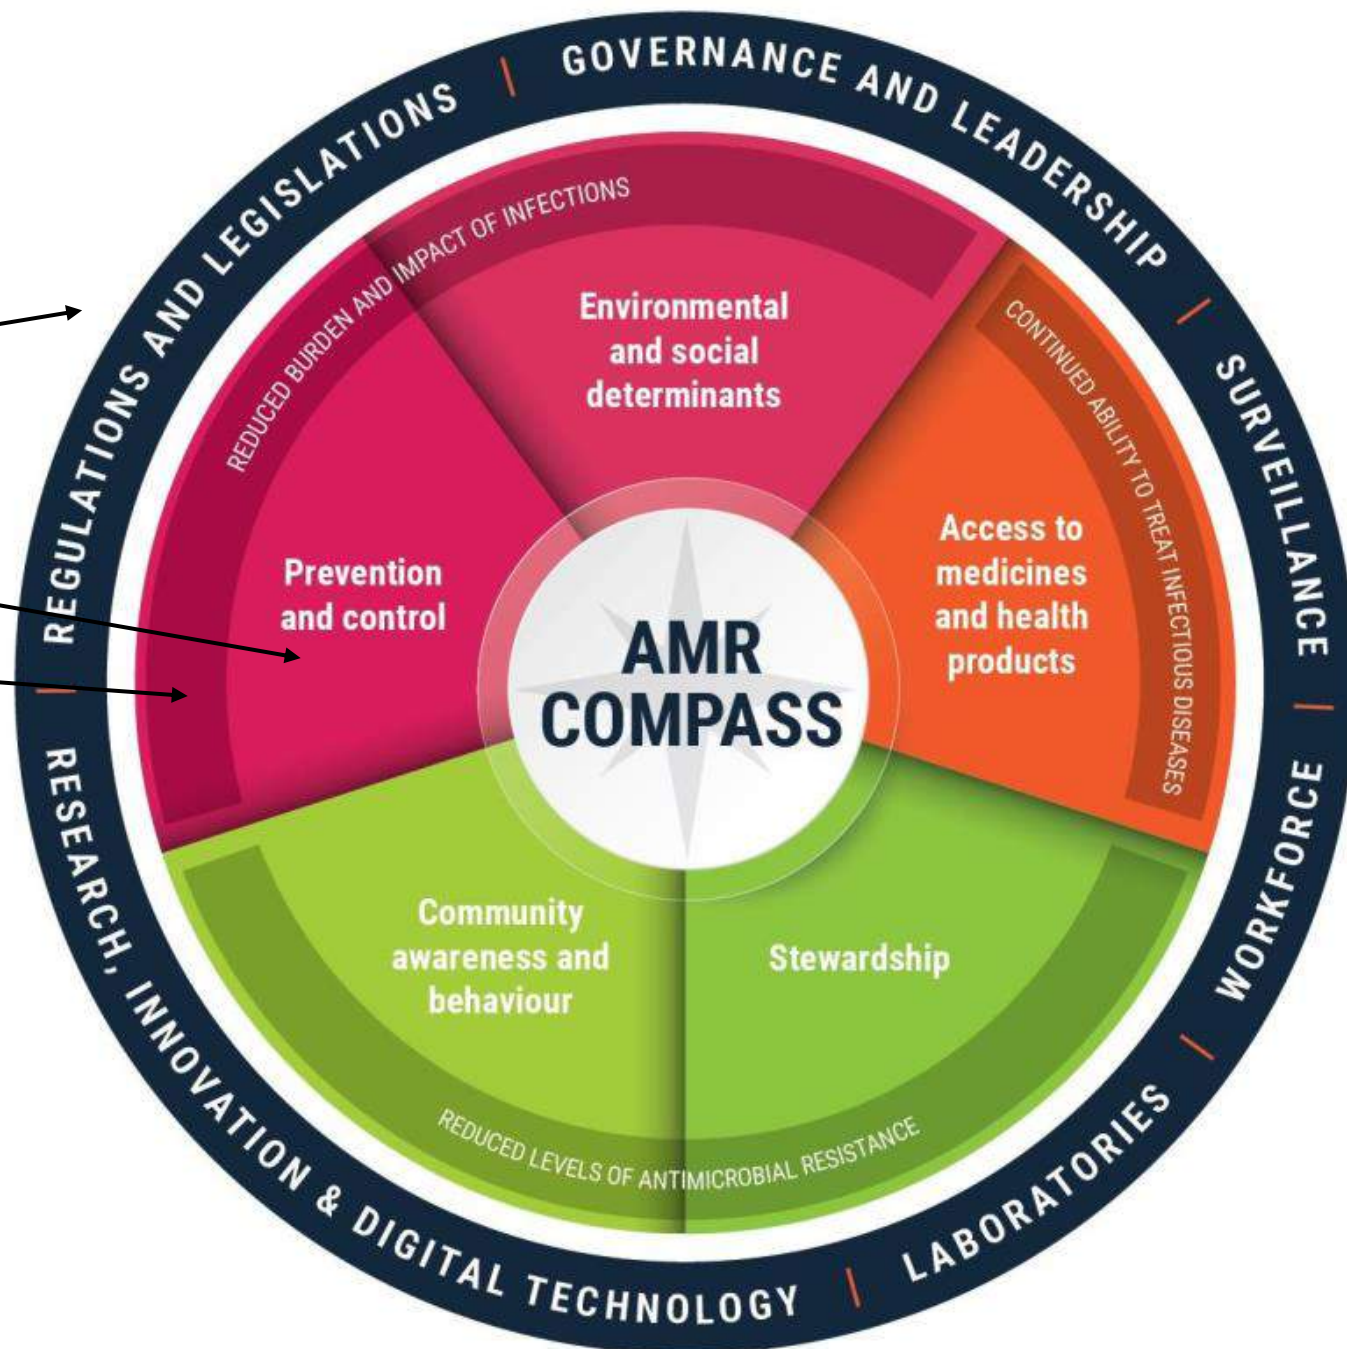 GOVERNANCE AND LEADERSHIP
SURVEILLANCE
WORKFORCE
LABORATORIES
RESEARCH, INNOVATION & DIGITAL TECHNOLOGY
REGULATIONS AND LEGISLATIONS
REDUCED BURDEN AND IMPACT OF INFECTIONS
Environmental
and social
determinants
CONTINUED ABILITY TO TREAT INFECTIOUS DISEASES
Access to
medicines
and health
products
Prevention
and control
AMR
COMPASS
Community
awareness and
behaviour
Stewardship
REDUCED LEVELS OF ANTIMICROBIAL RESISTANCE